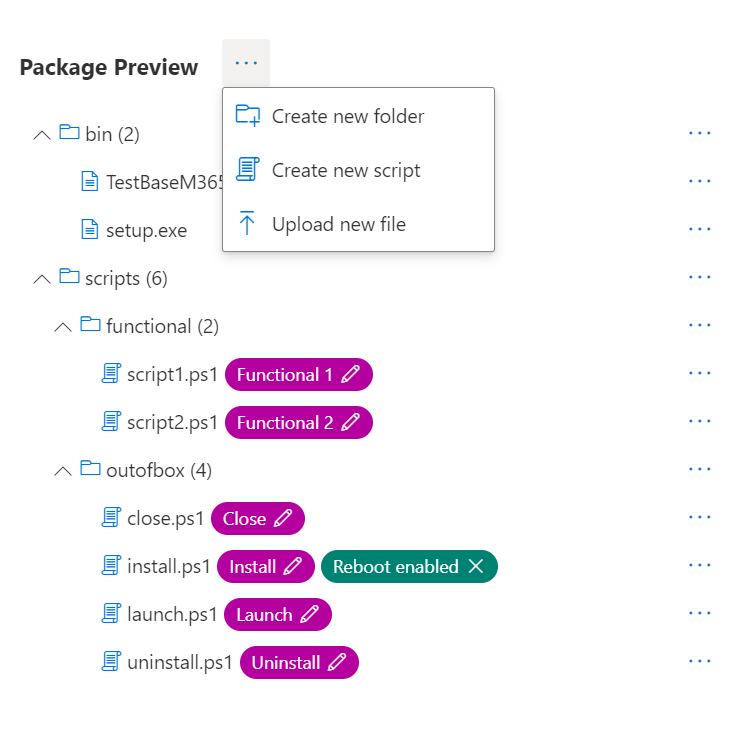 Package Preview ···
Create new folder
Create new script
Upload new file
bin (2)
setup.exe
scripts (6)
functional (2)
script1.ps1 Functional 1
script2.ps1 Functional 2
outofbox (4)
close.ps1 Close
install.ps1 Install Reboot enabled
launch.ps1 Launch
uninstall.ps1 Uninstall